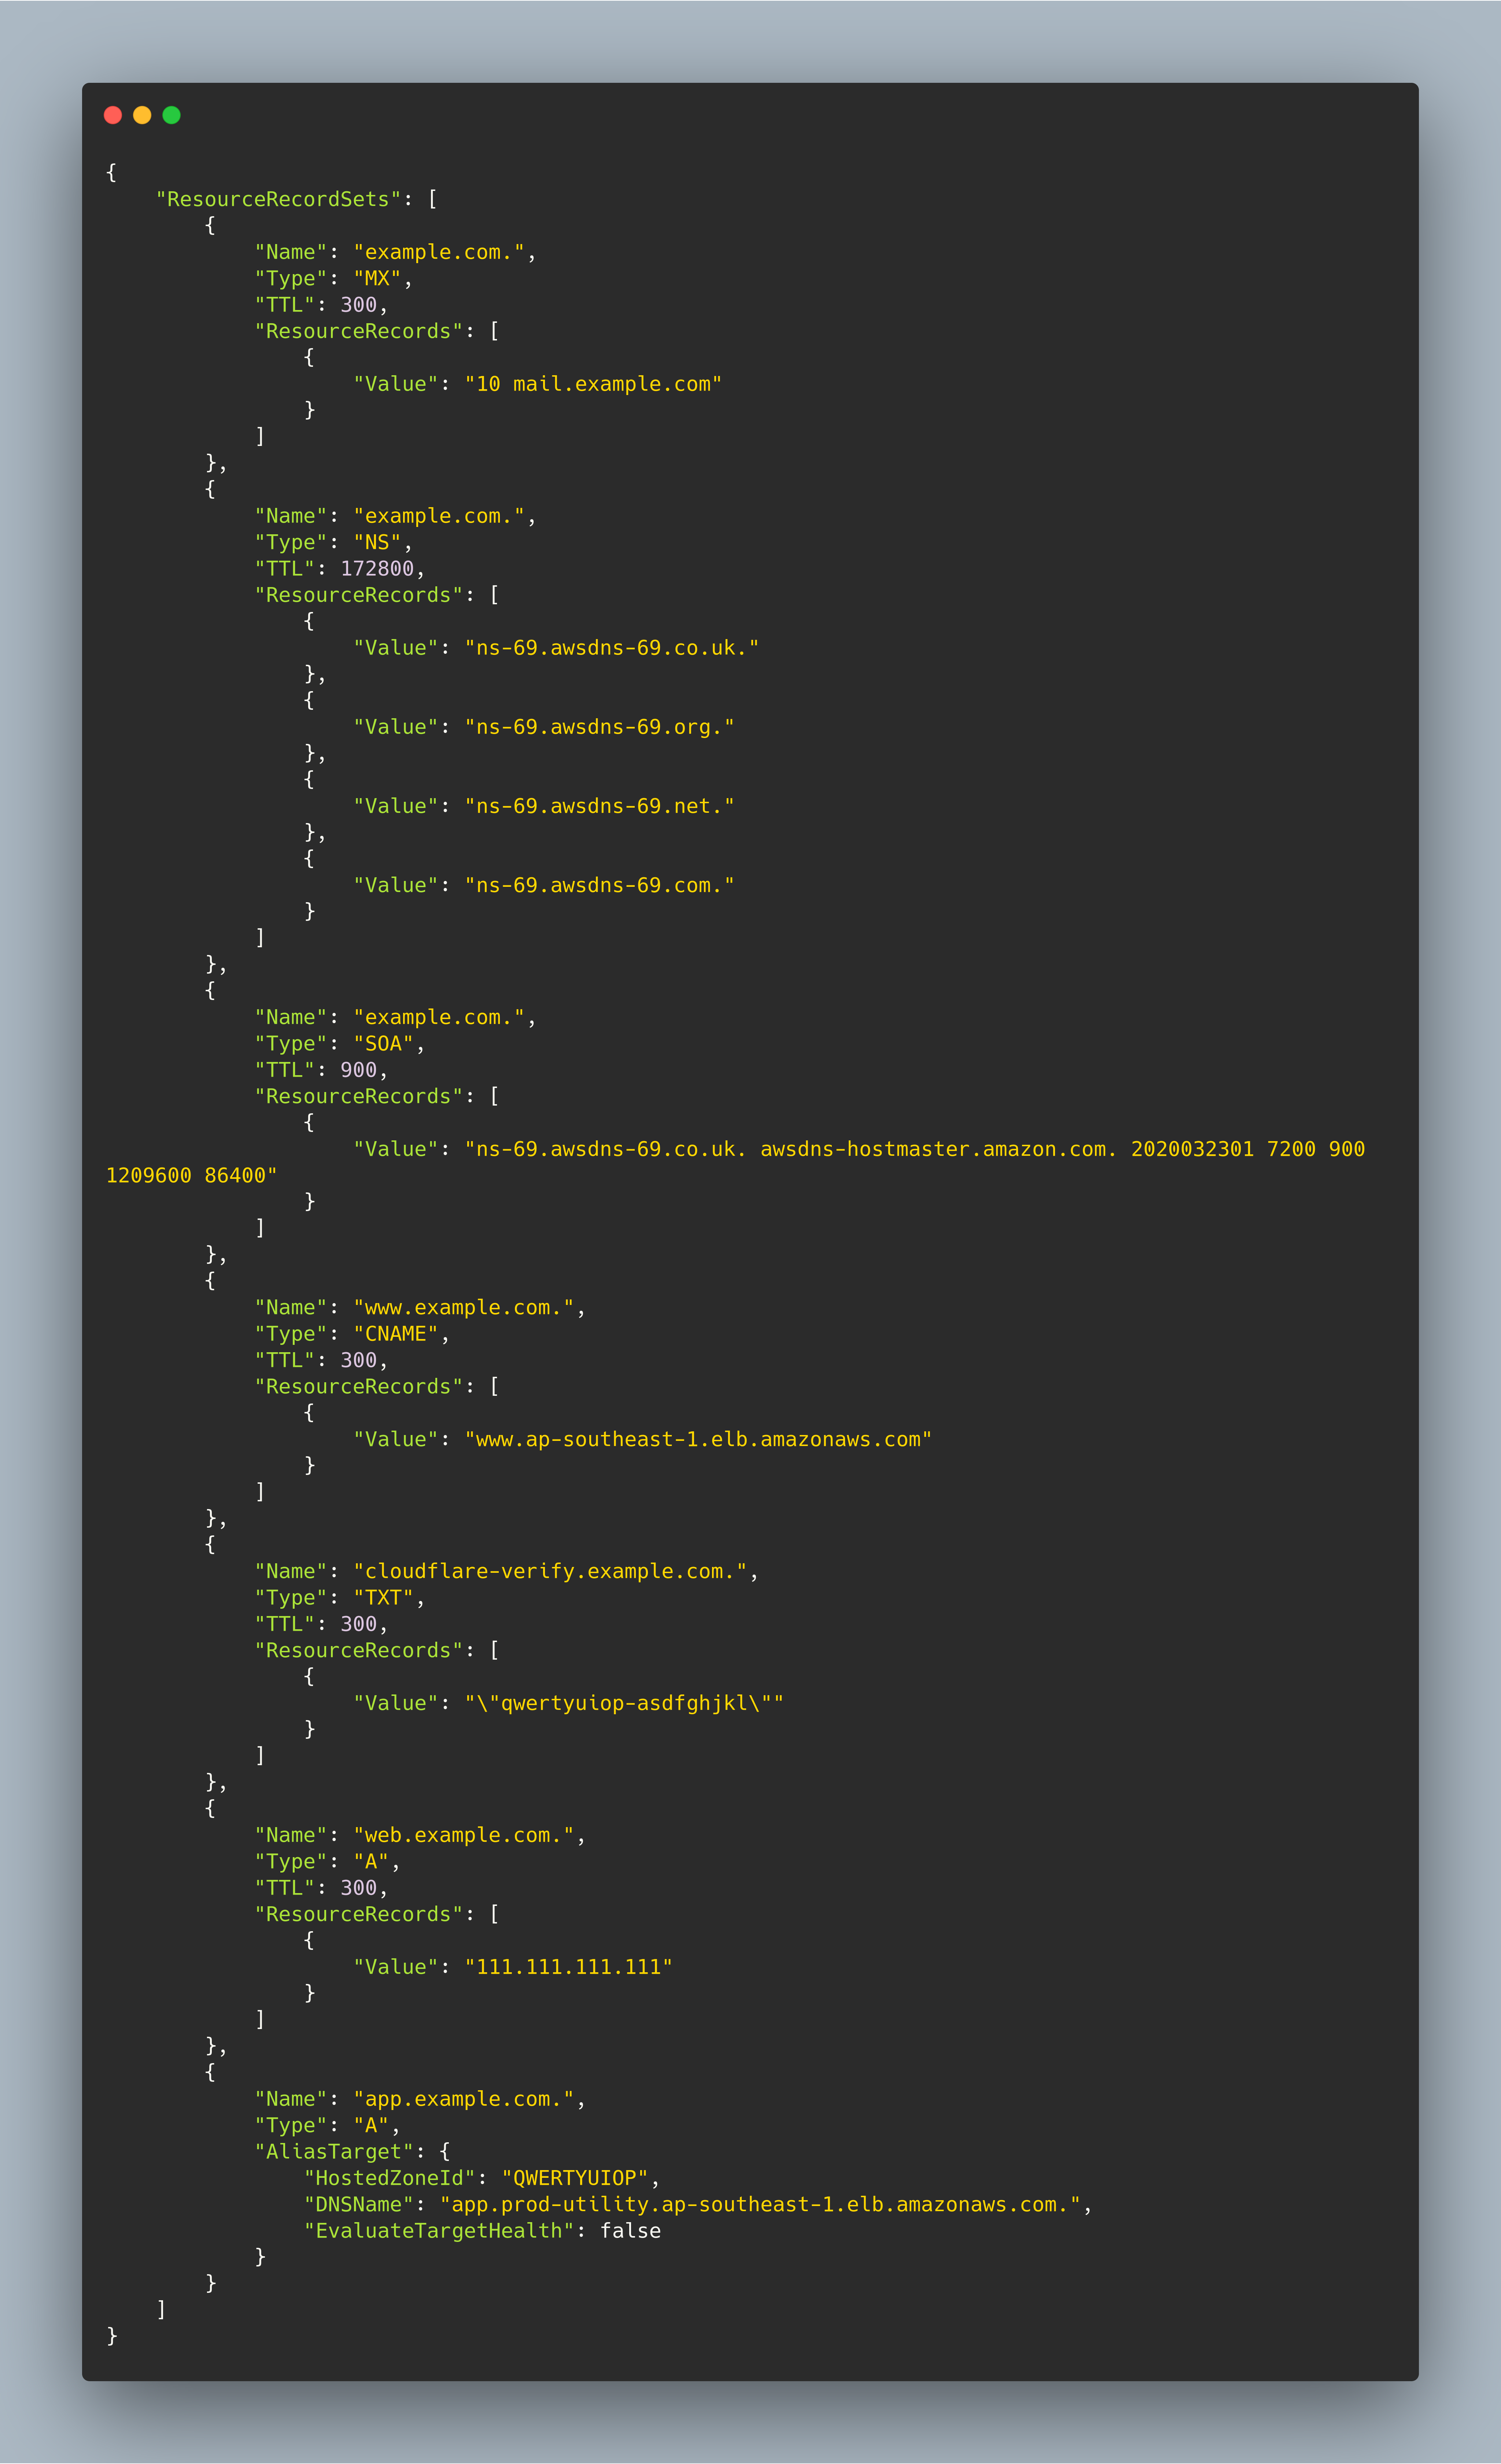 {
    "ResourceRecordSets": [
        {
            "Name": "example.com.",
            "Type": "MX",
            "TTL": 300,
            "ResourceRecords": [
                {
                    "Value": "10 mail.example.com"
                }
            ]
        },
        {
            "Name": "example.com.",
            "Type": "NS",
            "TTL": 172800,
            "ResourceRecords": [
                {
                    "Value": "ns-69.awsdns-69.co.uk."
                },
                {
                    "Value": "ns-69.awsdns-69.org."
                },
                {
                    "Value": "ns-69.awsdns-69.net."
                },
                {
                    "Value": "ns-69.awsdns-69.com."
                }
            ]
        },
        {
            "Name": "example.com.",
            "Type": "SOA",
            "TTL": 900,
            "ResourceRecords": [
                {
                    "Value": "ns-69.awsdns-69.co.uk. awsdns-hostmaster.amazon.com. 2020032301 7200 900
1209600 86400"
                }
            ]
        },
        {
            "Name": "www.example.com.",
            "Type": "CNAME",
            "TTL": 300,
            "ResourceRecords": [
                {
                    "Value": "www.ap-southeast-1.elb.amazonaws.com"
                }
            ]
        },
        {
            "Name": "cloudflare-verify.example.com.",
            "Type": "TXT",
            "TTL": 300,
            "ResourceRecords": [
                {
                    "Value": "\"qwertyuiop-asdfghjkl\""
                }
            ]
        },
        {
            "Name": "web.example.com.",
            "Type": "A",
            "TTL": 300,
            "ResourceRecords": [
                {
                    "Value": "111.111.111.111"
                }
            ]
        },
        {
            "Name": "app.example.com.",
            "Type": "A",
            "AliasTarget": {
                "HostedZoneId": "QWERTYUIOP",
                "DNSName": "app.prod-utility.ap-southeast-1.elb.amazonaws.com.",
                "EvaluateTargetHealth": false
            }
        }
    ]
}